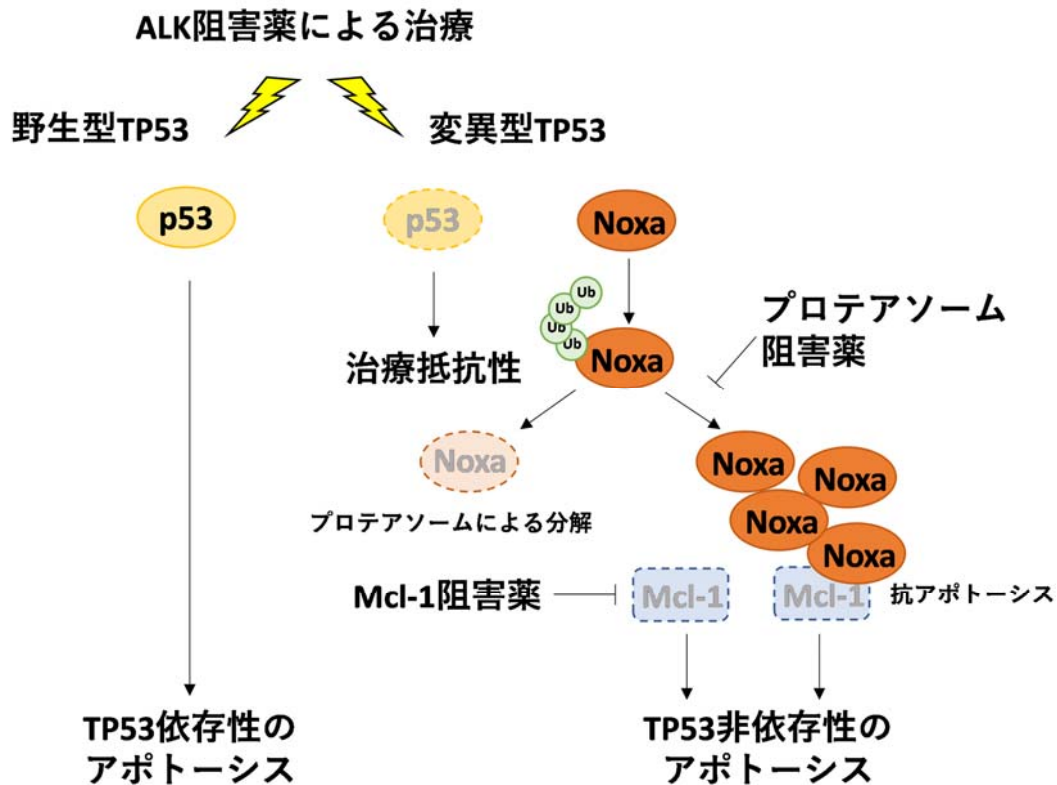 ALK阻害薬による治療
野生型TP53
変異型TP53
p53
p53
Noxa
Ub
Ub
Ub
Ub
Noxa
プロテアソーム
阻害薬
治療抵抗性
Noxa
Noxa
Noxa
Noxa
Noxa
プロテアソームによる分解
Mcl-1阻害薬
Mcl-1
Mcl-1
抗アポトーシス
TP53依存性の
アポトーシス
TP53非依存性の
アポトーシス